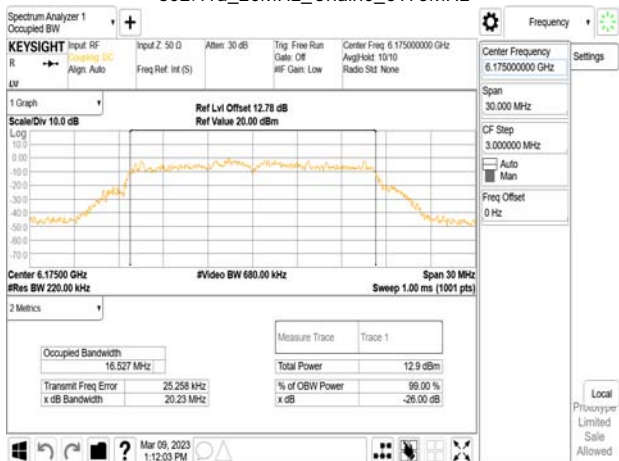 Spectrum Analyzer 1
Occupied BW
+
Frequency
KEYSIGHT
Input: RF
Coupling: DC
Align: Auto
Input Z: 50 Ω
Freq Ref: Int (S)
Atten: 30 dB
Trig: Free Run
Gate: Off
#IF Gain: Low
Center Freq: 6.175000000 GHz
Avg|Hold: 10/10
Radio Std: None
R
LXI
Center Frequency
6.175000000 GHz
Settings
Span
30.000 MHz
CF Step
3.000000 MHz
Auto
Man
Freq Offset
0 Hz
1 Graph
Scale/Div 10.0 dB
Ref Lvl Offset 12.78 dB
Ref Value 20.00 dBm
Log
10.0
0.00
-10.0
-20.0
-30.0
-40.0
-50.0
-60.0
-70.0
Center 6.17500 GHz
#Video BW 680.00 kHz
Span 30 MHz
#Res BW 220.00 kHz
Sweep 1.00 ms (1001 pts)
2 Metrics
Measure Trace
Trace 1
Occupied Bandwidth
16.527 MHz
Total Power
12.9 dBm
Transmit Freq Error
25.258 kHz
% of OBW Power
99.00 %
x dB Bandwidth
20.23 MHz
x dB
-26.00 dB
Local
Prototype
Limited
Sale
Allowed
?
Mar 09, 2023
1:12:03 PM